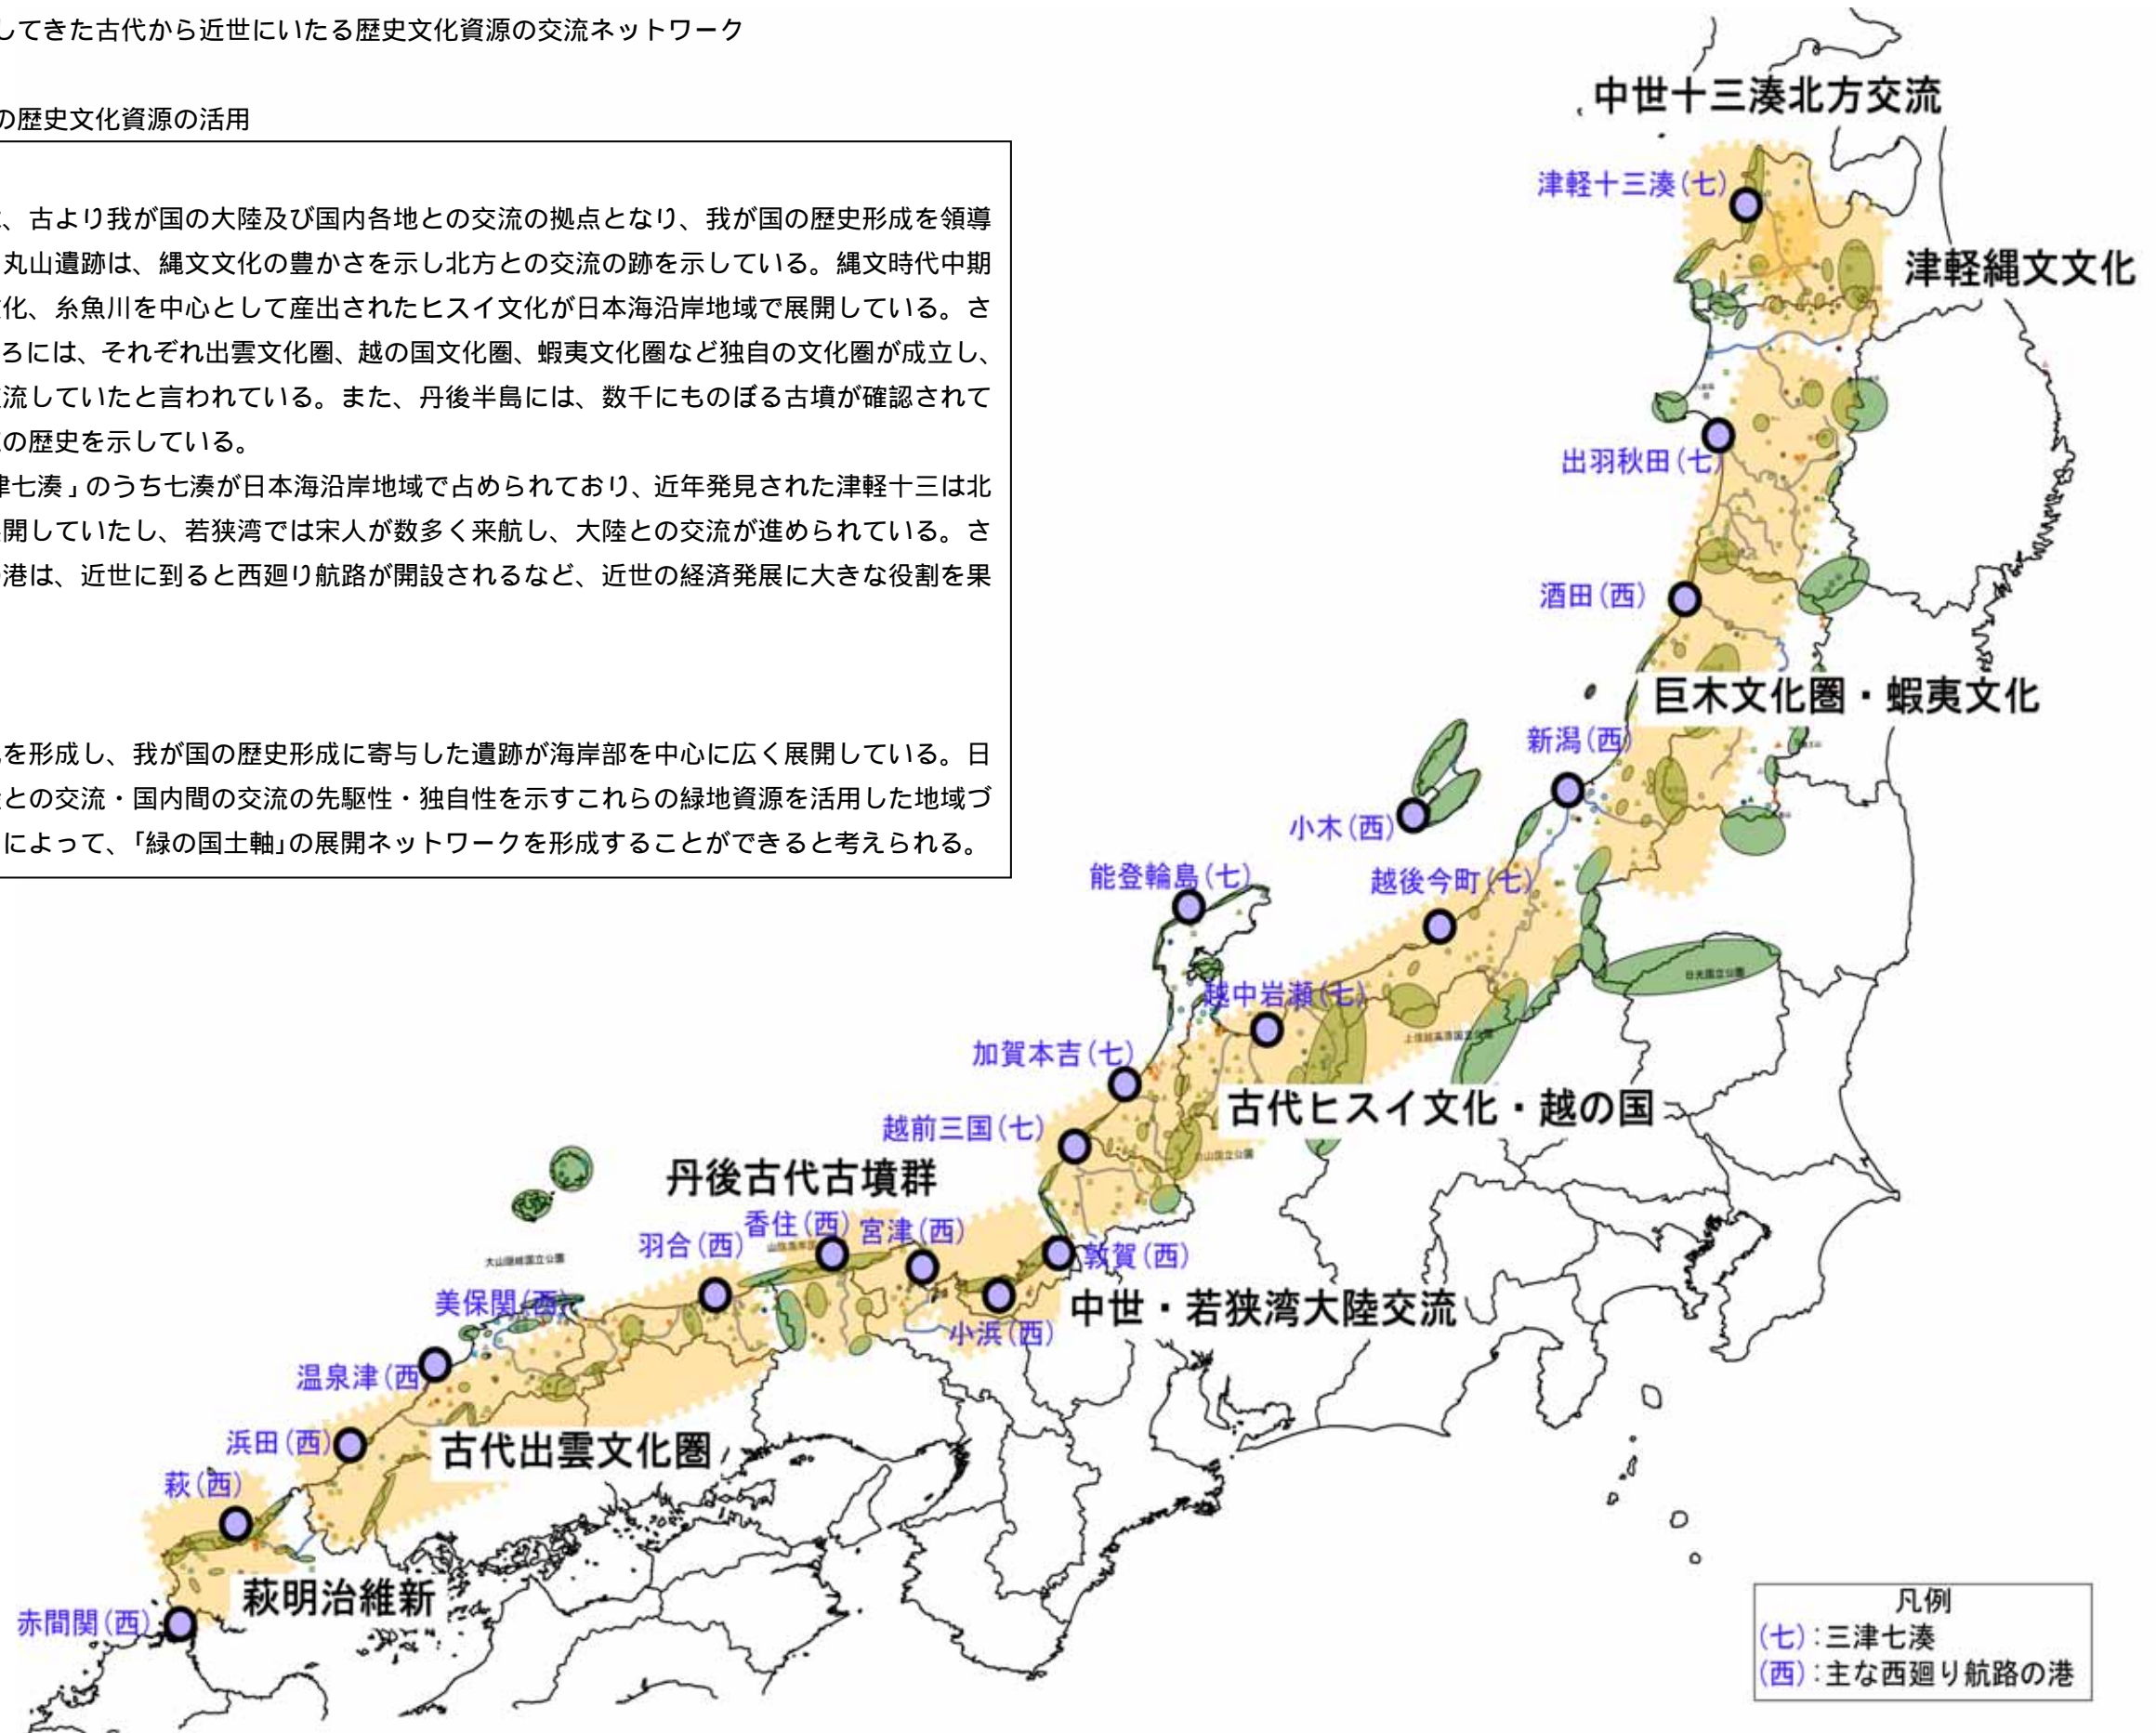 してきた古代から近世にいたる歴史文化資源の交流ネットワーク
の歴史文化資源の活用
、古より我が国の大陸及び国内各地との交流の拠点となり、我が国の歴史形成を領導
丸山遺跡は、縄文文化の豊かさを示し北方との交流の跡を示している。縄文時代中期
化、糸魚川を中心として産出されたヒスイ文化が日本海沿岸地域で展開している。さ
ろには、それぞれ出雲文化圏、越の国文化圏、蝦夷文化圏など独自の文化圏が成立し、
流していたと言われている。また、丹後半島には、数千にものぼる古墳が確認されて
の歴史を示している。
津七湊」のうち七湊が日本海沿岸地域で占められており、近年発見された津軽十三は北
開していたし、若狭湾では宋人が数多く来航し、大陸との交流が進められている。さ
港は、近世に到ると西廻り航路が開設されるなど、近世の経済発展に大きな役割を果
を形成し、我が国の歴史形成に寄与した遺跡が海岸部を中心に広く展開している。日
との交流・国内間の交流の先駆性・独自性を示すこれらの緑地資源を活用した地域づ
によって、「緑の国土軸」の展開ネットワークを形成することができると考えられる。
中世十三湊北方交流
津軽十三湊(七)
津軽縄文文化
出羽秋田(七)
酒田(西)
巨木文化圏・蝦夷文化
新潟(西)
小木(西)
能登輪島(七)
越後今町(七)
日光国立公園
越中岩瀬(七)
上信越高原国立公園
加賀本吉(七)
古代ヒスイ文化・越の国
越前三国(七)
白山国立公園
丹後古代古墳群
香住(西)
宮津(西)
羽合(西)
敦賀(西)
大山隠岐国立公園
美保関(西)
中世・若狭湾大陸交流
小浜(西)
温泉津(西
浜田(西)
古代出雲文化圏
萩(西)
萩明治維新
赤間関(西)
凡例
(七):三津七湊
(西):主な西廻り航路の港